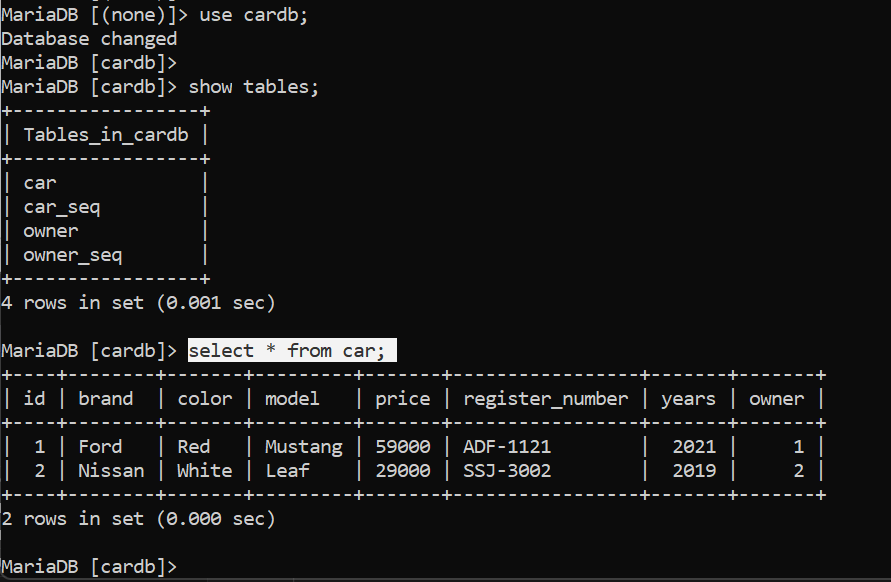 MariaDB [(none)]> use cardb;
Database changed
MariaDB [cardb]>
MariaDB [cardb]> show tables;
+-----------------+
| Tables_in_cardb |
+-----------------+
| car             |
| car_seq         |
| owner           |
| owner_seq       |
+-----------------+
4 rows in set (0.001 sec)

MariaDB [cardb]> select * from car;
+----+--------+-------+---------+-------+-----------------+-------+-------+
| id | brand  | color | model   | price | register_number | years | owner |
+----+--------+-------+---------+-------+-----------------+-------+-------+
|  1 | Ford   | Red   | Mustang | 59000 | ADF-1121        |  2021 |     1 |
|  2 | Nissan | White | Leaf    | 29000 | SSJ-3002        |  2019 |     2 |
+----+--------+-------+---------+-------+-----------------+-------+-------+
2 rows in set (0.000 sec)

MariaDB [cardb]>